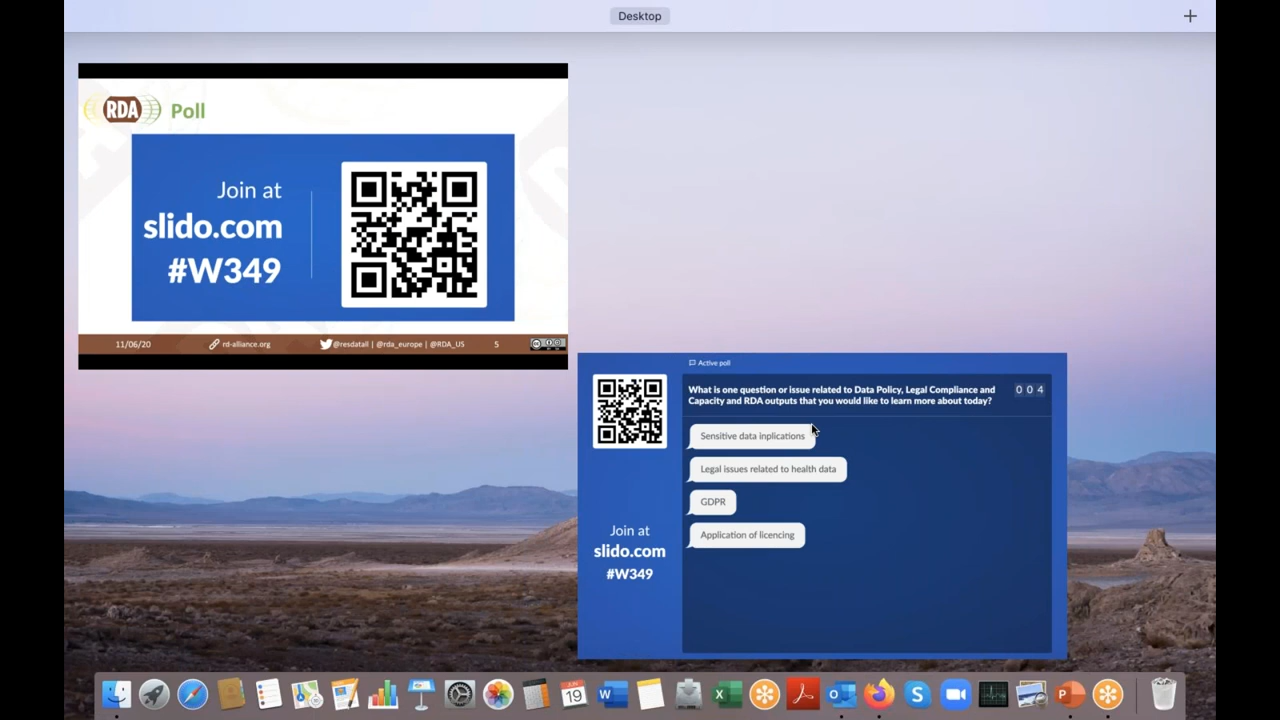 Desktop
RDA Poll
Join at
slido.com
#W349
11/06/20 rd-alliance.org @resdatall | @rda_europe | @RDA_US 5
Active poll
What is one question or issue related to Data Policy, Legal Compliance and
Capacity and RDA outputs that you would like to learn more about today?
0 0 4
Sensitive data inplications
Legal issues related to health data
GDPR
Application of licencing
Join at
slido.com
#W349
JUN
19